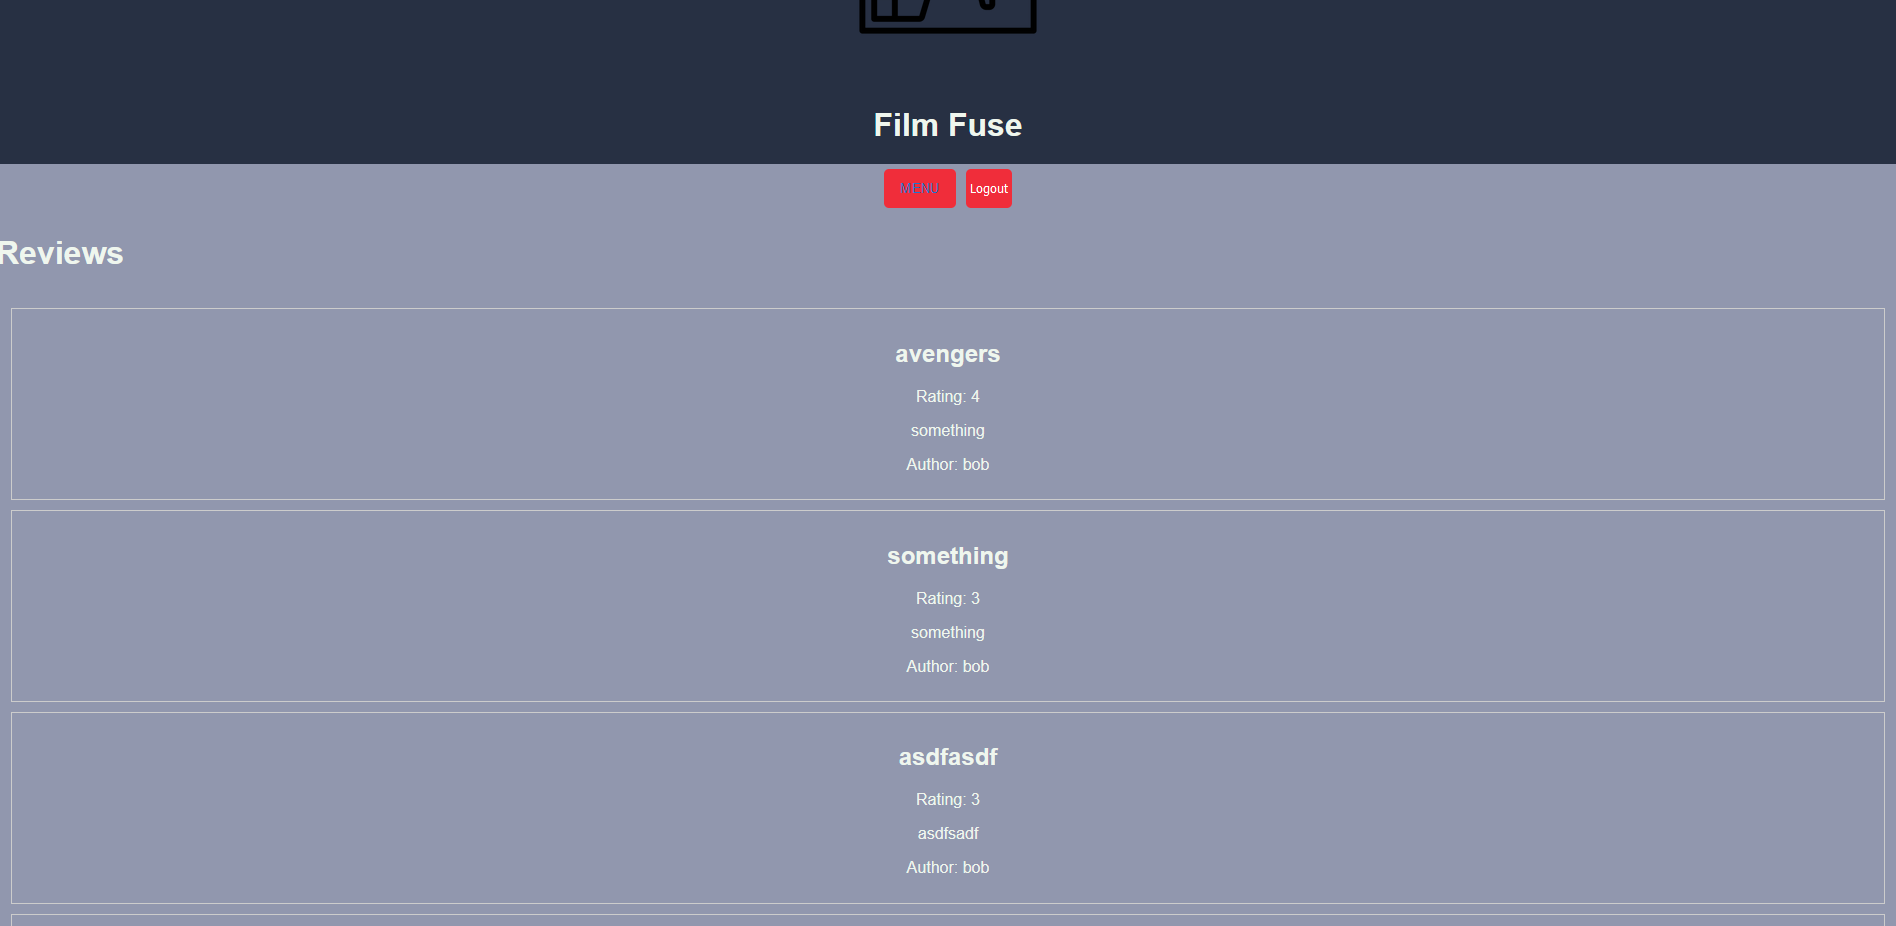 Film Fuse
MENU Logout
Reviews
avengers
Rating: 4
something
Author: bob
something
Rating: 3
something
Author: bob
asdfasdf
Rating: 3
asdfsadf
Author: bob